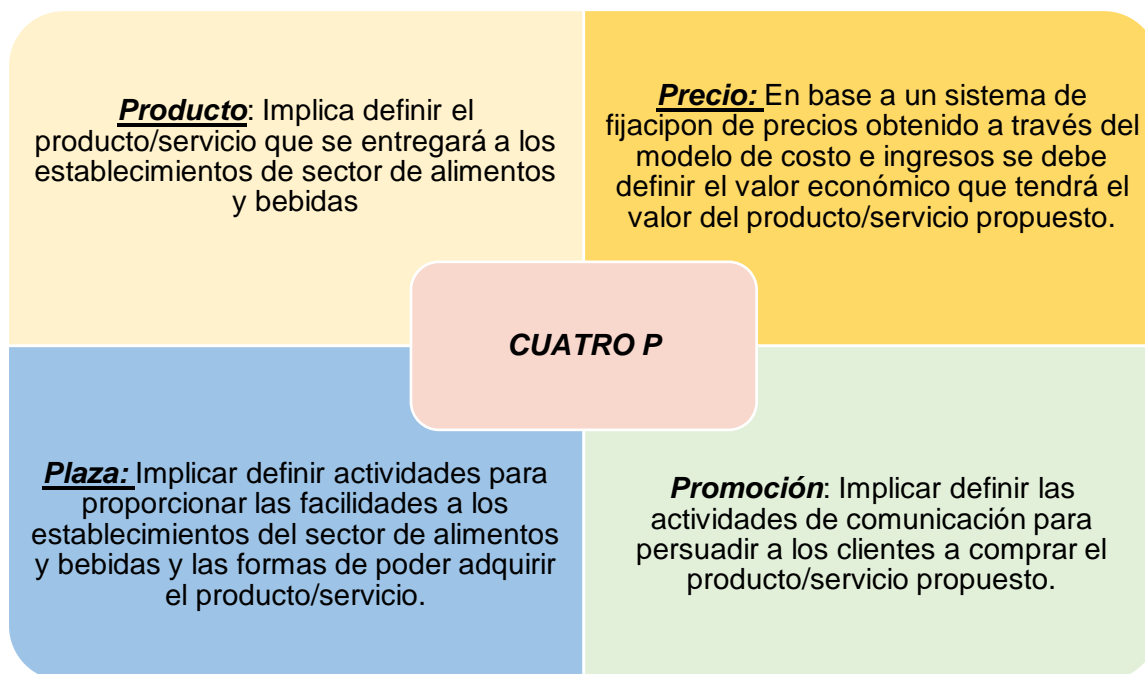 Producto: Implica definir el
producto/servicio que se entregará a los
establecimientos de sector de alimentos
y bebidas
Precio: En base a un sistema de
fijacipon de precios obtenido a través del
modelo de costo e ingresos se debe
definir el valor económico que tendrá el
valor del producto/servicio propuesto.
CUATRO P
Plaza: Implicar definir actividades para
proporcionar las facilidades a los
establecimientos del sector de alimentos
y bebidas y las formas de poder adquirir
el producto/servicio.
Promoción: Implicar definir las
actividades de comunicación para
persuadir a los clientes a comprar el
producto/servicio propuesto.